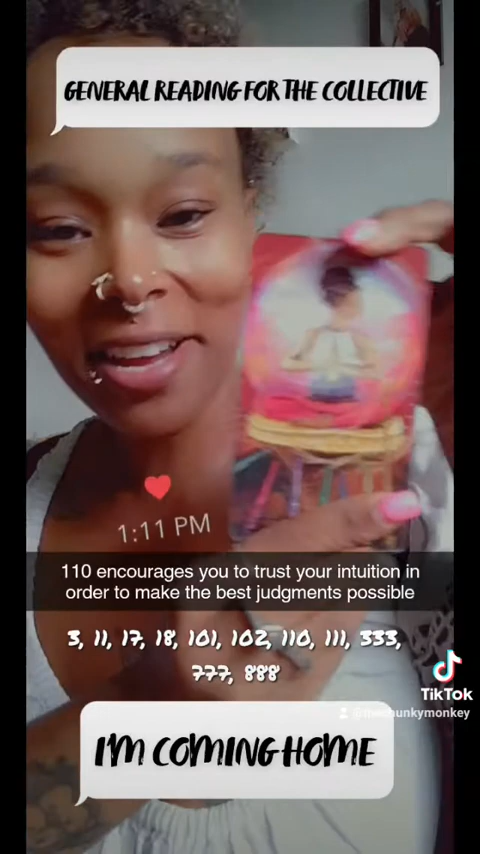 GENERAL READING FOR THE COLLECTIVE
1:11 PM
110 encourages you to trust your intuition in
order to make the best judgments possible
3, 11, 17, 18, 101, 102, 110, 111, 333,
777, 888
TikTok
I'M COMING HOME